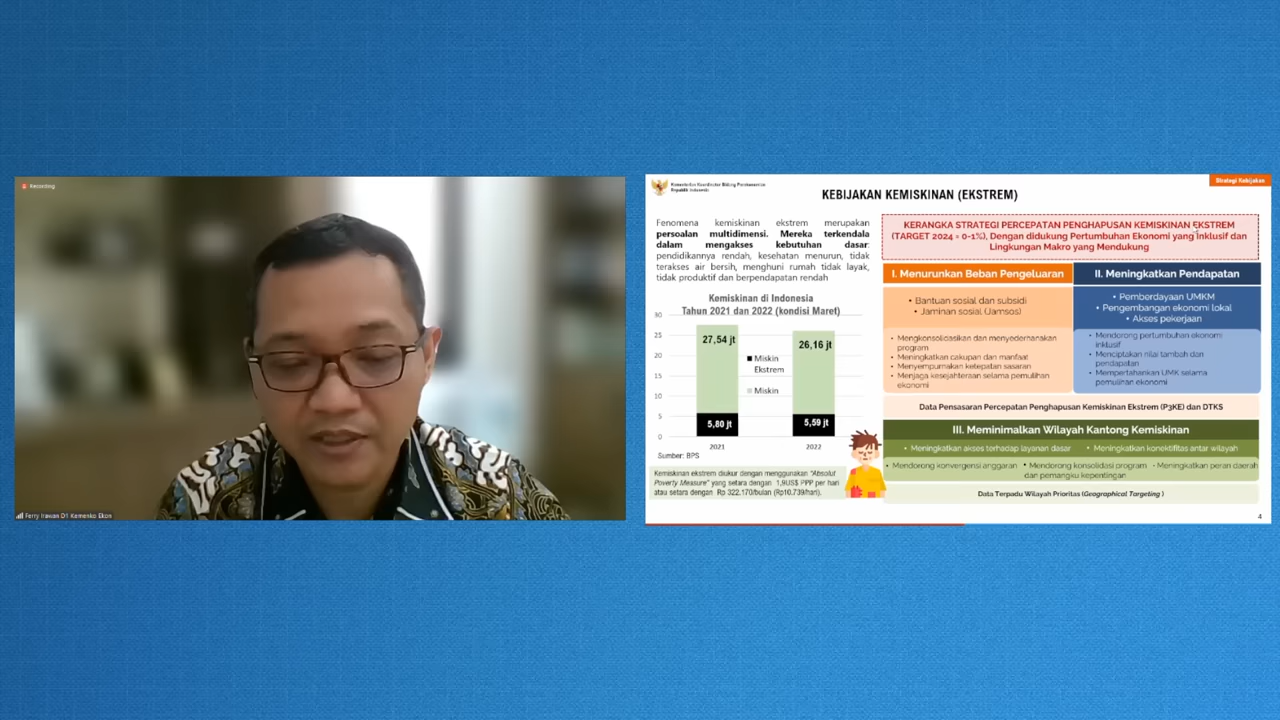 Recording
Ferry Irawan D1 Kemenko Ekon
Kementerian Koordinator Bidang Perekonomian
Republik Indonesia
KEBIJAKAN KEMISKINAN (EKSTREM)
Strategi Kebijakan
Fenomena kemiskinan ekstrem merupakan
persoalan multidimensi. Mereka terkendala
dalam mengakses kebutuhan dasar:
pendidikannya rendah, kesehatan menurun, tidak
terakses air bersih, menghuni rumah tidak layak,
tidak produktif dan berpendapatan rendah
Kemiskinan di Indonesia
Tahun 2021 dan 2022 (kondisi Maret)
30
25
20
15
10
5
0
27,54 jt
26,16 jt
5,80 jt
5,59 jt
Miskin
Ekstrem
Miskin
2021
2022
Sumber: BPS
Kemiskinan ekstrem diukur dengan menggunakan "Absolut
Poverty Measure" yang setara dengan 1,9US$ PPP per hari
atau setara dengan Rp 322.170/bulan (Rp10.739/hari).
KERANGKA STRATEGI PERCEPATAN PENGHAPUSAN KEMISKINAN EKSTREM
(TARGET 2024 = 0-1%), Dengan didukung Pertumbuhan Ekonomi yang Inklusif dan
Lingkungan Makro yang Mendukung
I. Menurunkan Beban Pengeluaran
• Bantuan sosial dan subsidi
• Jaminan sosial (Jamsos)
• Mengkonsolidasikan dan menyederhanakan
program
• Meningkatkan cakupan dan manfaat
• Menyempurnakan ketepatan sasaran
• Menjaga kesejahteraan selama pemulihan
ekonomi
II. Meningkatkan Pendapatan
• Pemberdayaan UMKM
• Pengembangan ekonomi lokal
• Akses pekerjaan
• Mendorong pertumbuhan ekonomi
inklusif
• Menciptakan nilai tambah dan
pendapatan
• Mempertahankan UMK selama
pemulihan ekonomi
Data Pensasaran Percepatan Penghapusan Kemiskinan Ekstrem (P3KE) dan DTKS
III. Meminimalkan Wilayah Kantong Kemiskinan
• Meningkatkan akses terhadap layanan dasar • Meningkatkan konektifitas antar wilayah
• Mendorong konvergensi anggaran • Mendorong konsolidasi program • Meningkatkan peran daerah
dan pemangku kepentingan
Data Terpadu Wilayah Prioritas (Geographical Targeting )
4